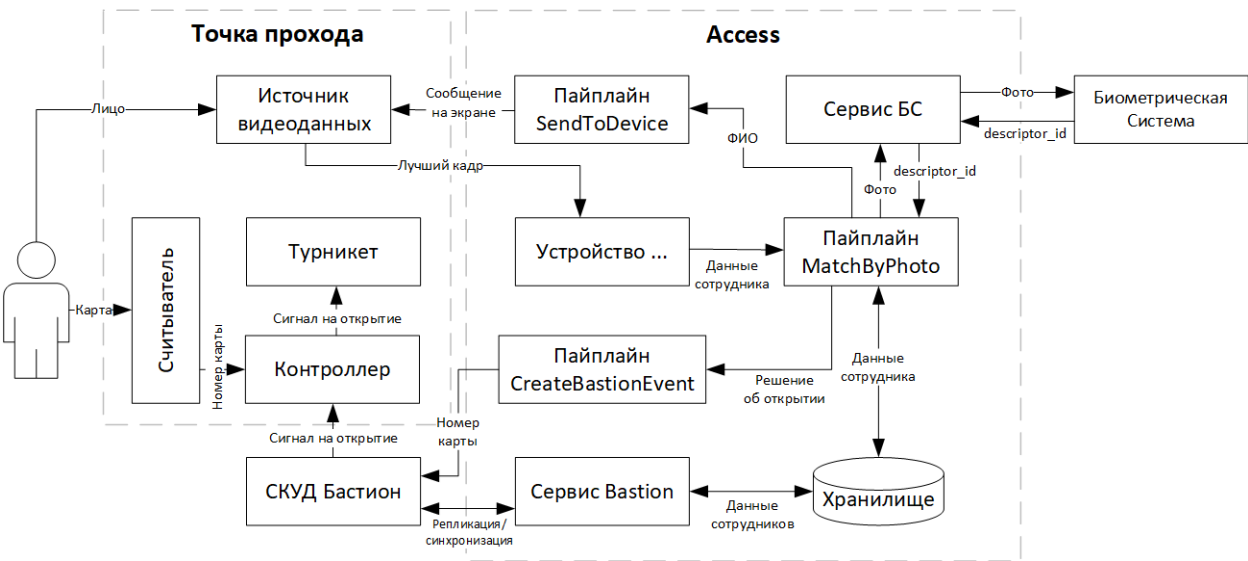 Точка прохода
Access
Лицо
Источник
видеоданных
Сообщение
на экране
Пайплайн
SendToDevice
Сервис БС
Фото
descriptor_id
Биометрическая
Система
ФИО
Лучший кадр
Фото
descriptor_id
Считыватель
Турникет
Устройство ...
Данные
сотрудника
Пайплайн
MatchByPhoto
Карта
Сигнал на открытие
Номер карты
Контроллер
Пайплайн
CreateBastionEvent
Решение
об открытии
Данные
сотрудника
Сигнал на открытие
Номер
карты
СКУД Бастион
Репликация/
синхронизация
Сервис Bastion
Данные
сотрудников
Хранилище